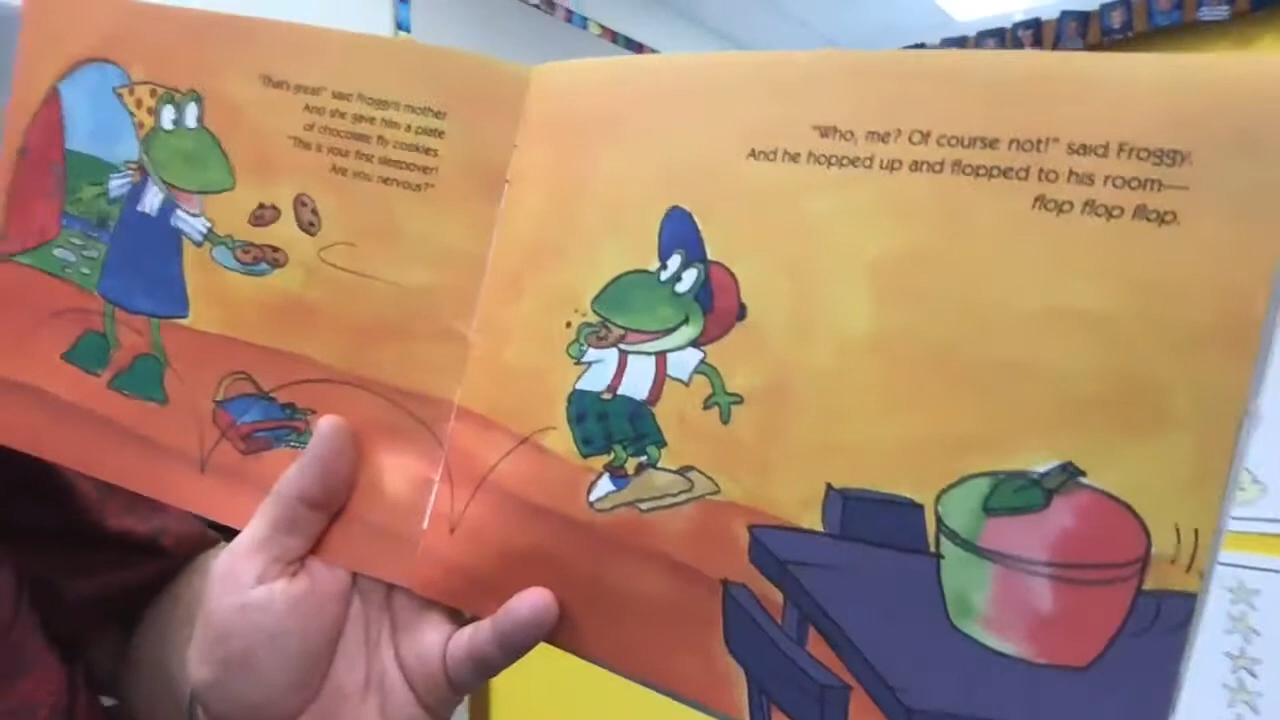 "That's great!" said Froggy's mother.
And she gave him a plate
of chocolate fly cookies.
"This is your first sleepover!
Are you nervous?"
"Who, me? Of course not!" said Froggy.
And he hopped up and flopped to his room—
flop flop flop.